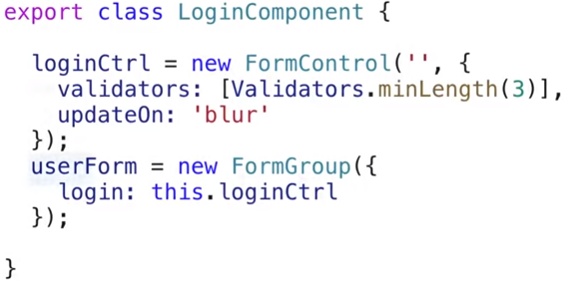 export class LoginComponent {
loginCtrl = new FormControl('', {
validators: [Validators.minLength(3)],
updateOn: 'blur'
});
userForm = new FormGroup({
login: this.loginCtrl
});
}